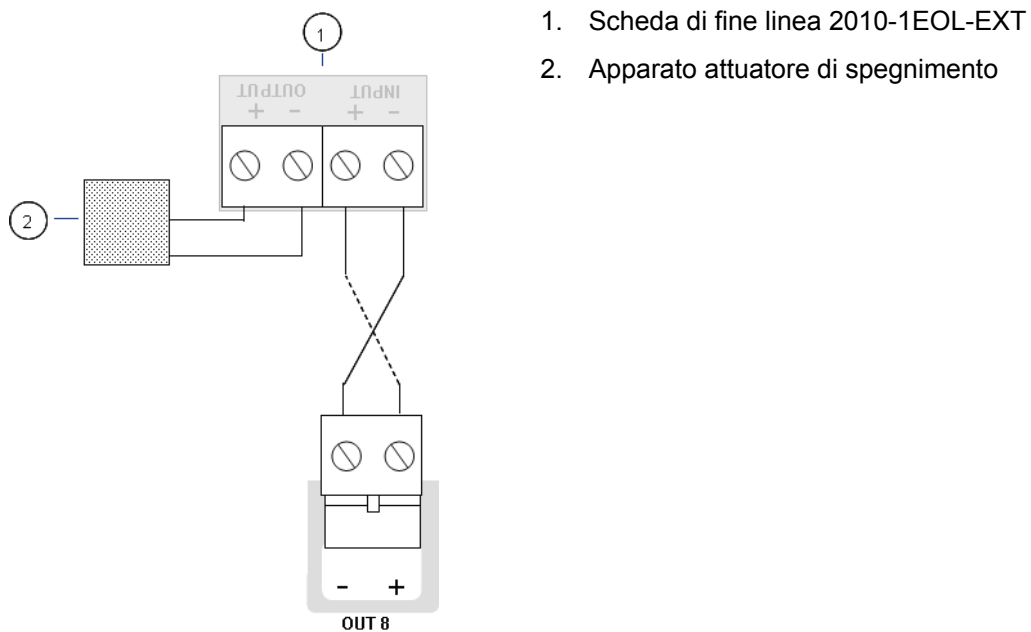 1. Scheda di fine linea 2010-1EOL-EXT
2. Apparato attuatore di spegnimento
1
OUTPUT INPUT
+ - + -
2
- +
OUT 8